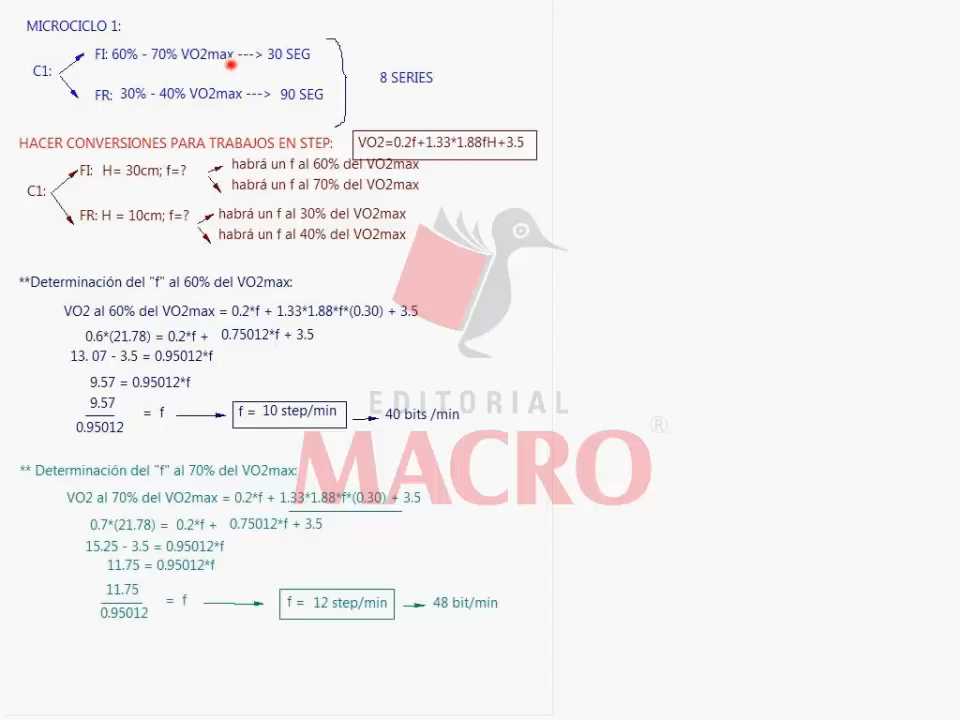 MICROCICLO 1:
FI: 60% - 70% VO2max ---> 30 SEG
C1:
8 SERIES
FR: 30% - 40% VO2max ---> 90 SEG
HACER CONVERSIONES PARA TRABAJOS EN STEP: VO2=0.2f+1.33*1.88fH+3.5
habrá un f al 60% del VO2max
FI: H= 30cm; f=?
habrá un f al 70% del VO2max
C1:
habrá un f al 30% del VO2max
FR: H = 10cm; f=?
habrá un f al 40% del VO2max
**Determinación del "f" al 60% del VO2max:
VO2 al 60% del VO2max = 0.2*f + 1.33*1.88*f*(0.30) + 3.5
0.6*(21.78) = 0.2*f + 0.75012*f + 3.5
13. 07 - 3.5 = 0.95012*f
9.57 = 0.95012*f
9.57
= f f = 10 step/min 40 bits /min
0.95012
EDITORIAL
MACRO®
** Determinación del "f" al 70% del VO2max:
VO2 al 70% del VO2max = 0.2*f + 1.33*1.88*f*(0.30) + 3.5
0.7*(21.78) = 0.2*f + 0.75012*f + 3.5
15.25 - 3.5 = 0.95012*f
11.75 = 0.95012*f
11.75
= f f = 12 step/min 48 bit/min
0.95012